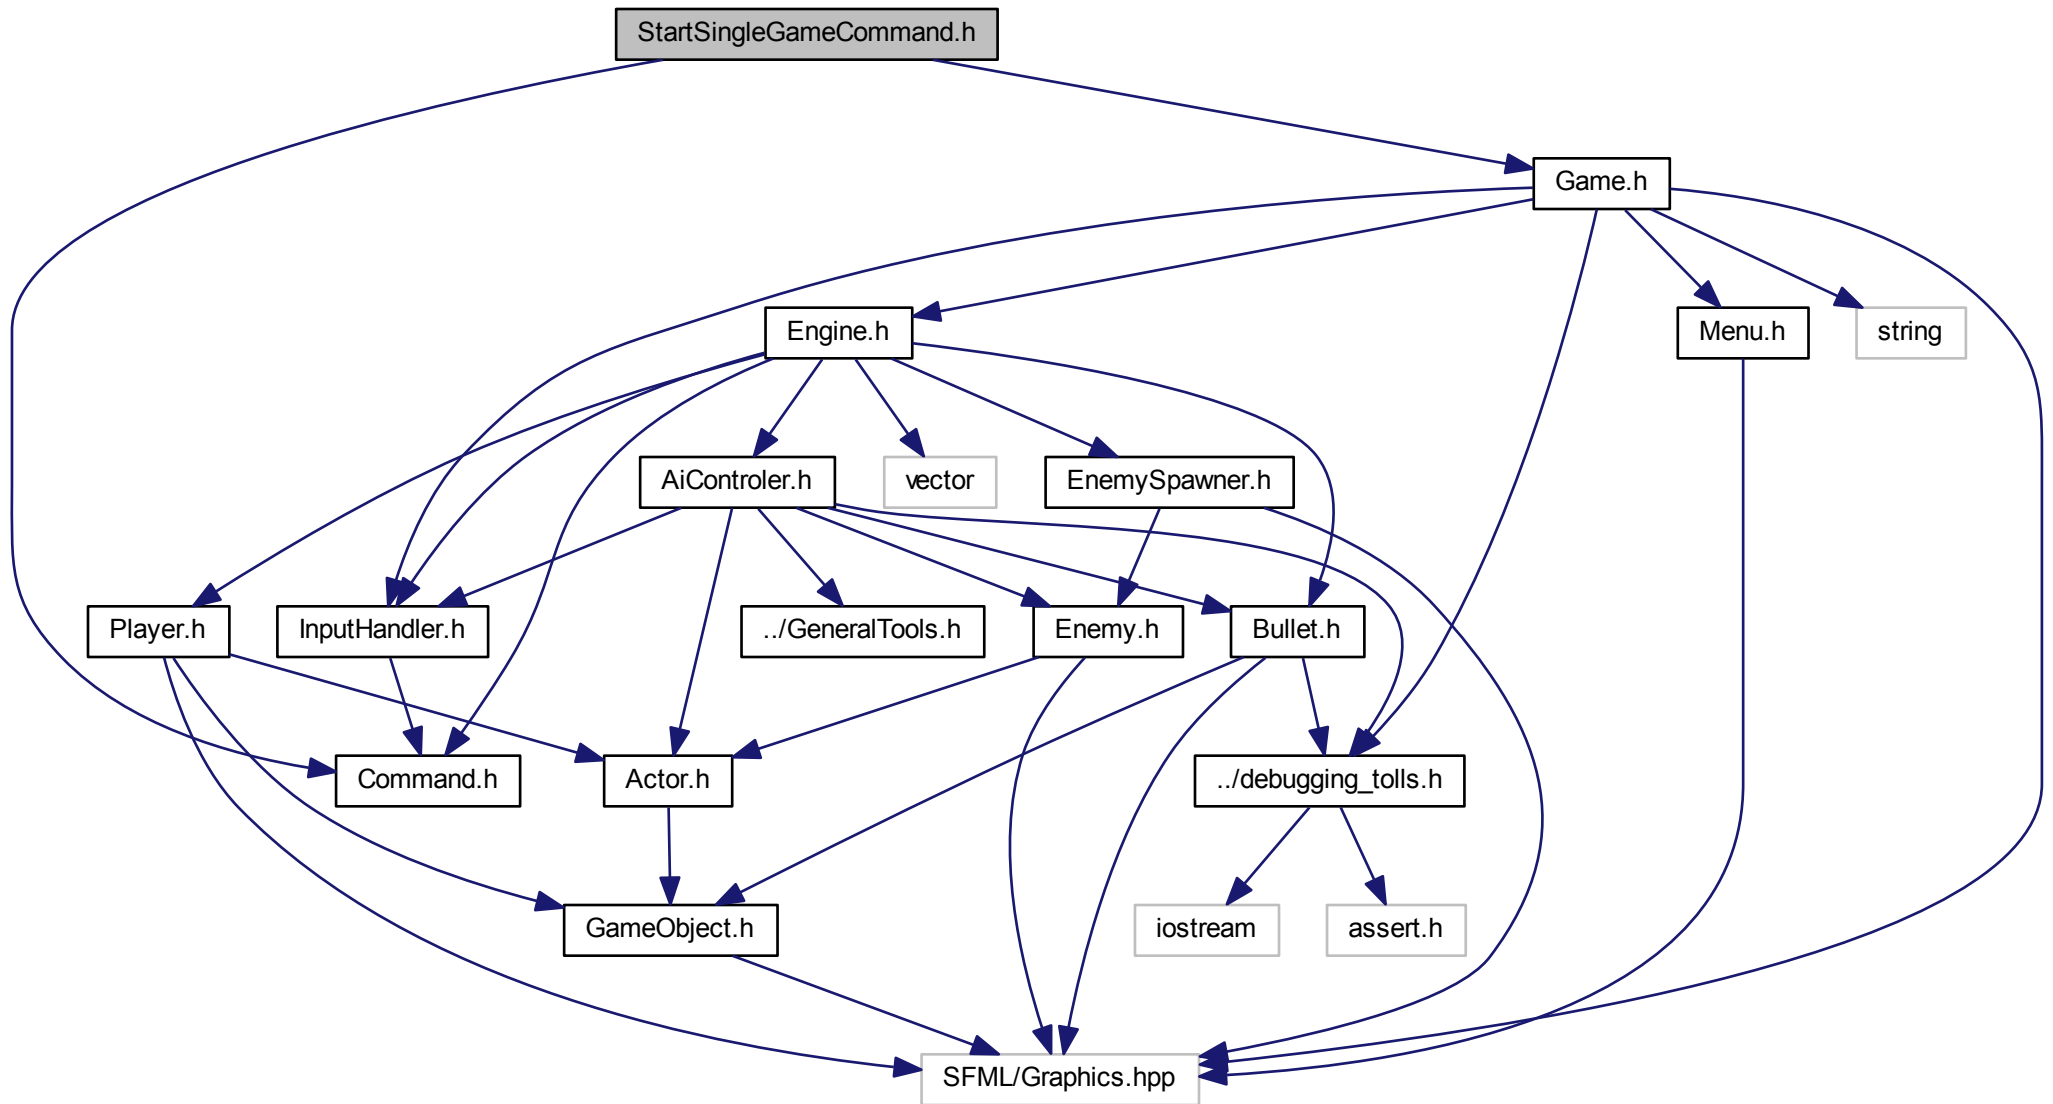 StartSingleGameCommand.h
Game.h
Engine.h
Menu.h
string
AiControler.h
vector
EnemySpawner.h
Player.h
InputHandler.h
../GeneralTools.h
Enemy.h
Bullet.h
Command.h
Actor.h
../debugging_tolls.h
GameObject.h
iostream
assert.h
SFML/Graphics.hpp